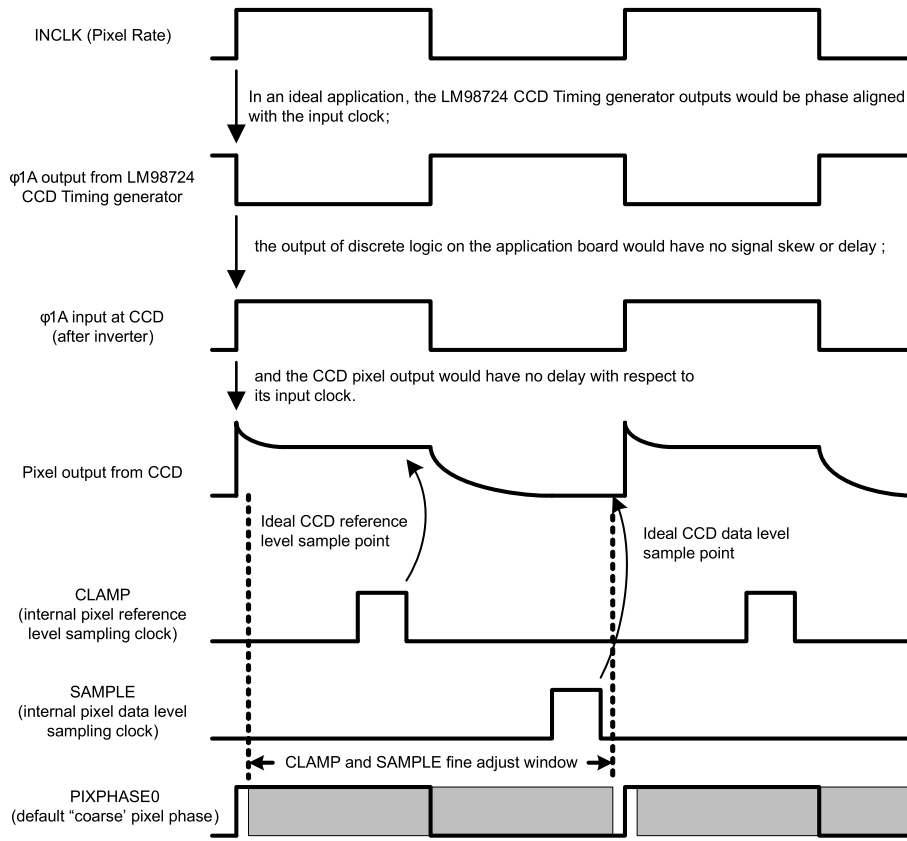 INCLK (Pixel Rate)
In an ideal application, the LM98724 CCD Timing generator outputs would be phase aligned
with the input clock;
φ1A output from LM98724
CCD Timing generator
the output of discrete logic on the application board would have no signal skew or delay ;
φ1A input at CCD
(after inverter)
and the CCD pixel output would have no delay with respect to
its input clock.
Pixel output from CCD
Ideal CCD reference
level sample point
Ideal CCD data level
sample point
CLAMP
(internal pixel reference
level sampling clock)
SAMPLE
(internal pixel data level
sampling clock)
CLAMP and SAMPLE fine adjust window
PIXPHASE0
(default “coarse’ pixel phase)